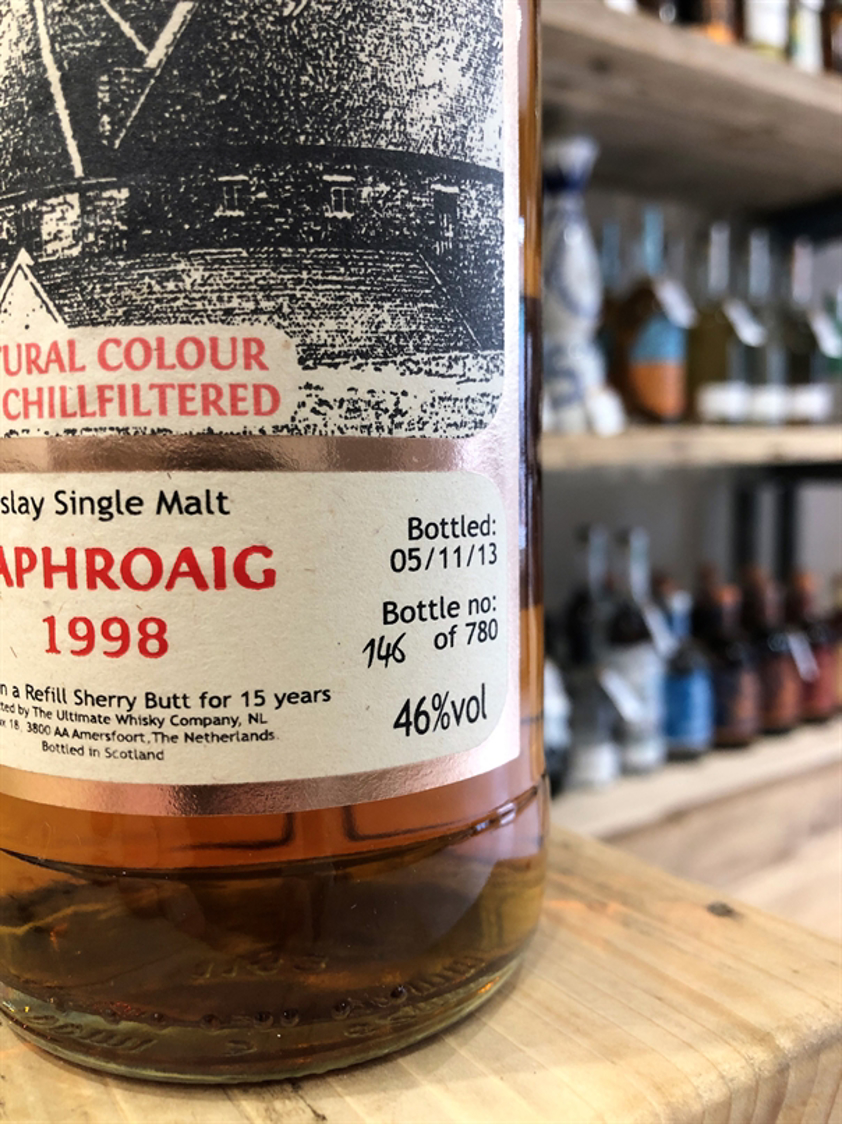 TURAL COLOUR
CHILLFILTERED
slay Single Malt
APHROAIG
1998
n a Refill Sherry Butt for 15 years
ted by The Ultimate Whisky Company, NL
x 18, 3800 AA Amersfoort, The Netherlands.
Bottled in Scotland
Bottled:
05/11/13
Bottle no:
146 of 780
46%vol